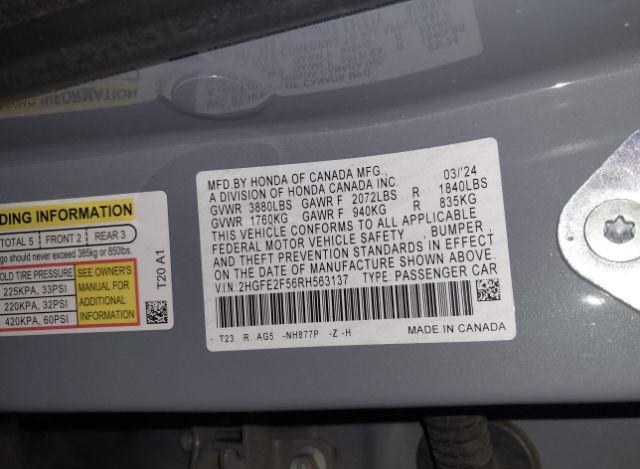 MFD.BY HONDA OF CANADA MFG., 03/'24
A DIVISION OF HONDA CANADA INC.
GVWR 3880LBS GAWR F 2072LBS R 1840LBS
GVWR 1760KG GAWR F 940KG R 835KG
THIS VEHICLE CONFORMS TO ALL APPLICABLE
FEDERAL MOTOR VEHICLE SAFETY, BUMPER,
AND THEFT PREVENTION STANDARDS IN EFFECT
ON THE DATE OF MANUFACTURE SHOWN ABOVE.
V.I.N. 2HGFE2F56RH563137 TYPE: PASSENGER CAR
- T23 R AG5 -NH877P -Z -H
MADE IN CANADA
DING INFORMATION
TOTAL 5 FRONT 2 REAR 3
go should never exceed 385kg or 850lbs.
OLD TIRE PRESSURE
225KPA, 33PSI
220KPA, 32PSI
420KPA, 60PSI
SEE OWNER'S
MANUAL FOR
ADDITIONAL
INFORMATION
T20 A1